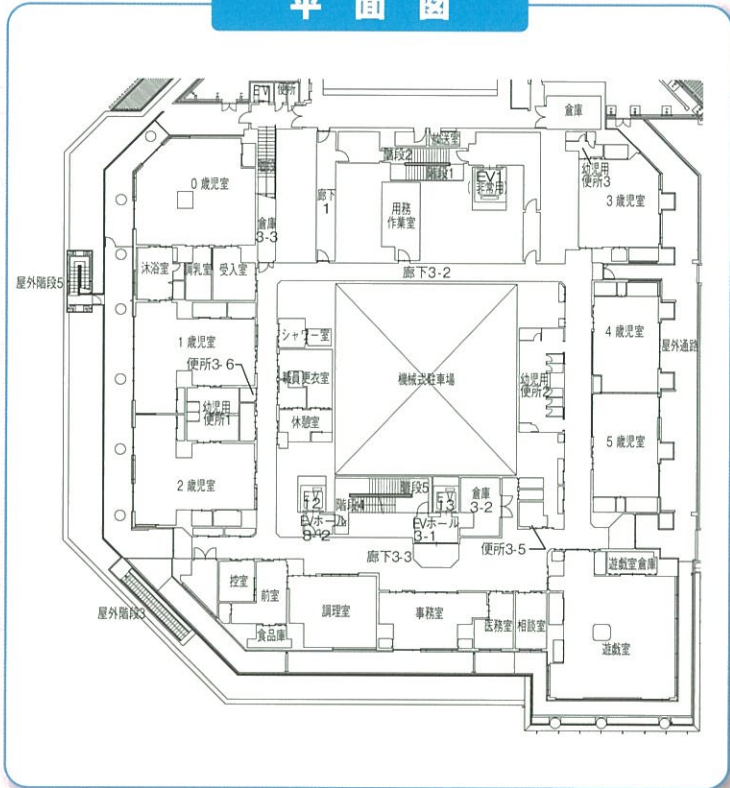 平面図
EV
便所
倉庫
輸送室
階段2
階段1
EV1
(非常用)
幼児用
便所3
0歳児室
3歳児室
廊下
1
用務
作業室
倉庫
3-3
沐浴室
調乳室
受入室
廊下3-2
屋外階段5
シャワー室
4歳児室
屋外通路
1歳児室
便所3-6
職員更衣室
機械式駐車場
幼児用
便所2
幼児用
便所1
休憩室
5歳児室
2歳児室
EV
12
階段4
階段5
EV
13
倉庫
3-2
EVホール
3-2
EVホール
3-1
便所3-5
廊下3-3
遊戯室倉庫
控室
前室
調理室
事務室
医務室
相談室
食品庫
遊戯室
屋外階段3